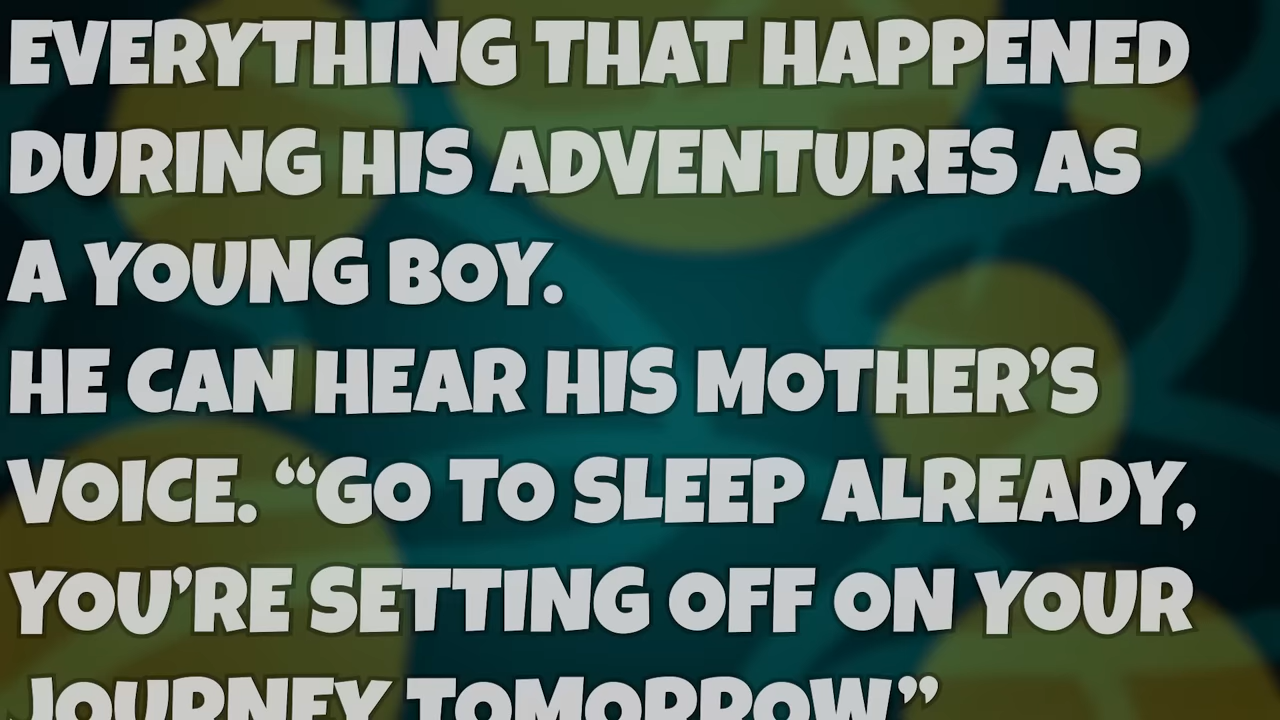 EVERYTHING THAT HAPPENED
DURING HIS ADVENTURES AS
A YOUNG BOY.
HE CAN HEAR HIS MOTHER’S
VOICE. “GO TO SLEEP ALREADY,
YOU’RE SETTING OFF ON YOUR
JOURNEY TOMORROW”